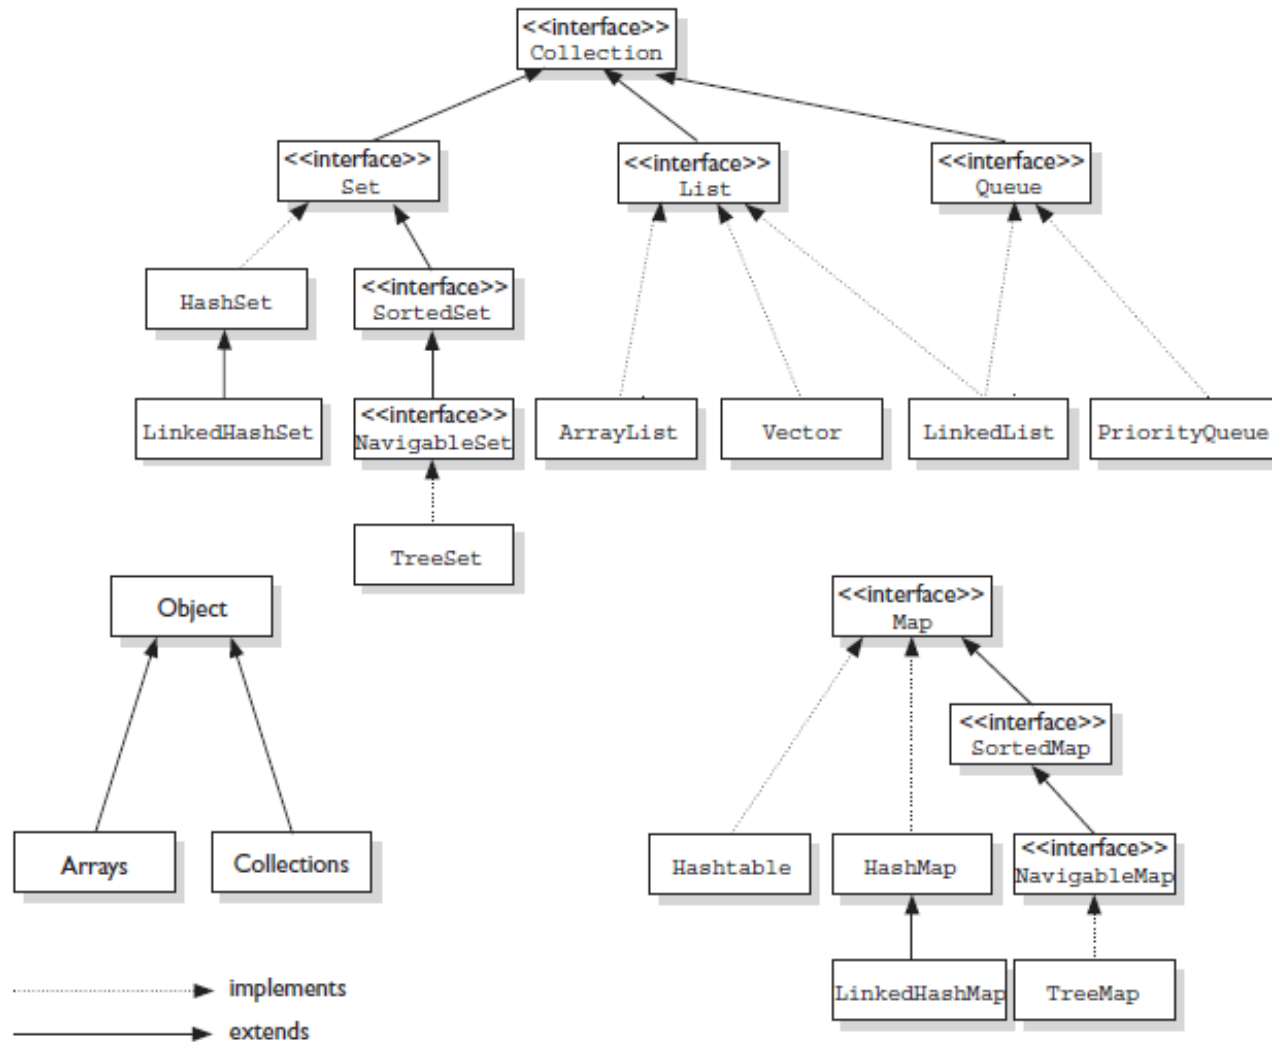 <<interface>>
Collection
<<interface>>
Set
<<interface>>
List
<<interface>>
Queue
HashSet
<<interface>>
SortedSet
LinkedHashSet
<<interface>>
NavigableSet
ArrayList
Vector
LinkedList
PriorityQueue
TreeSet
Object
<<interface>>
Map
<<interface>>
SortedMap
Arrays
Collections
Hashtable
HashMap
<<interface>>
NavigableMap
LinkedHashMap
TreeMap
implements
extends